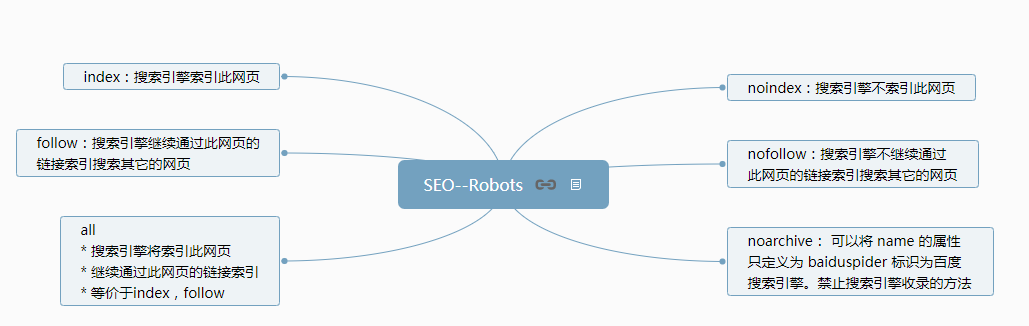 index：搜索引擎索引此网页
follow：搜索引擎继续通过此网页的
链接索引搜索其它的网页
all
* 搜索引擎将索引此网页
* 继续通过此网页的链接索引
* 等价于index，follow
SEO--Robots
noindex：搜索引擎不索引此网页
nofollow：搜索引擎不继续通过
此网页的链接索引搜索其它的网页
noarchive： 可以将 name 的属性
只定义为 baiduspider 标识为百度
搜索引擎。禁止搜索引擎收录的方法